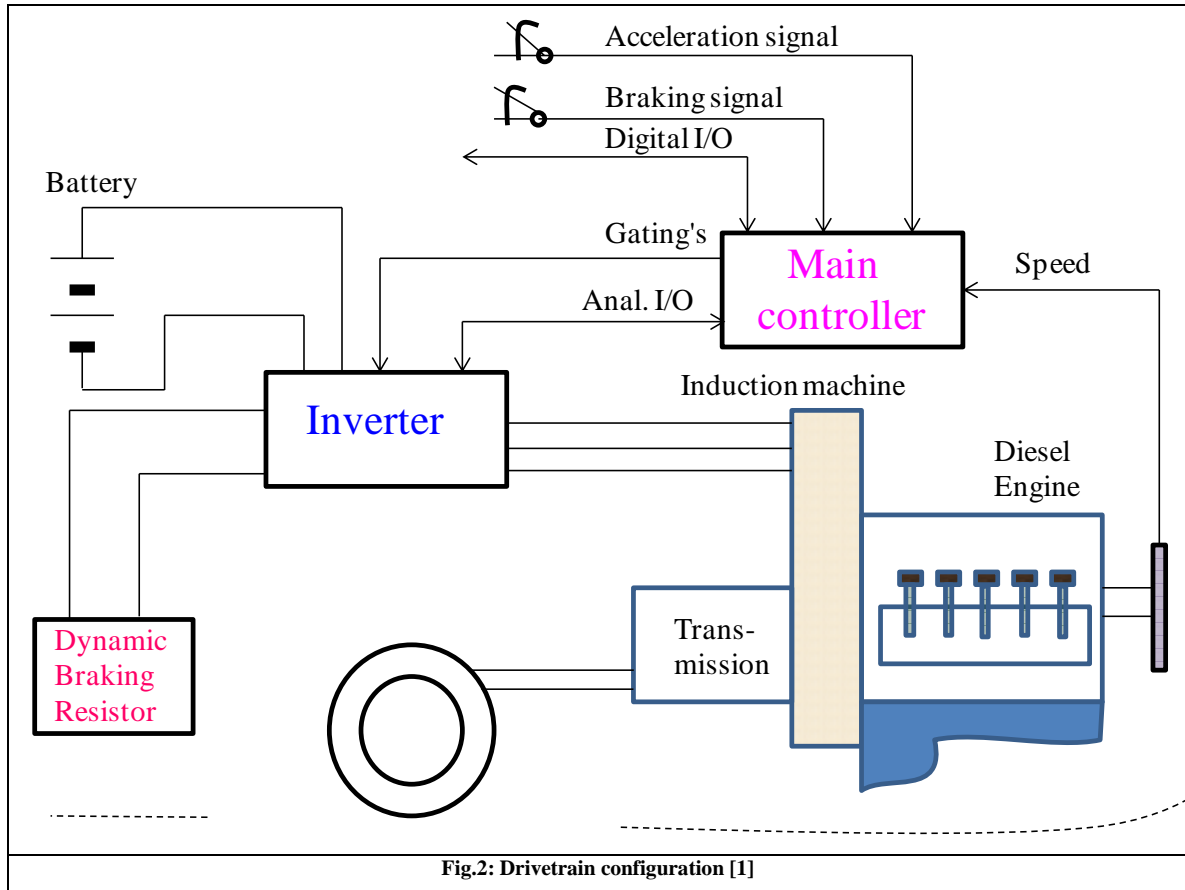 Acceleration signal
Braking signal
Digital I/O
Battery
Gating's
Main
controller
Speed
Anal. I/O
Induction machine
Inverter
Diesel
Engine
Trans-
mission
Dynamic
Braking
Resistor
Fig.2: Drivetrain configuration [1]